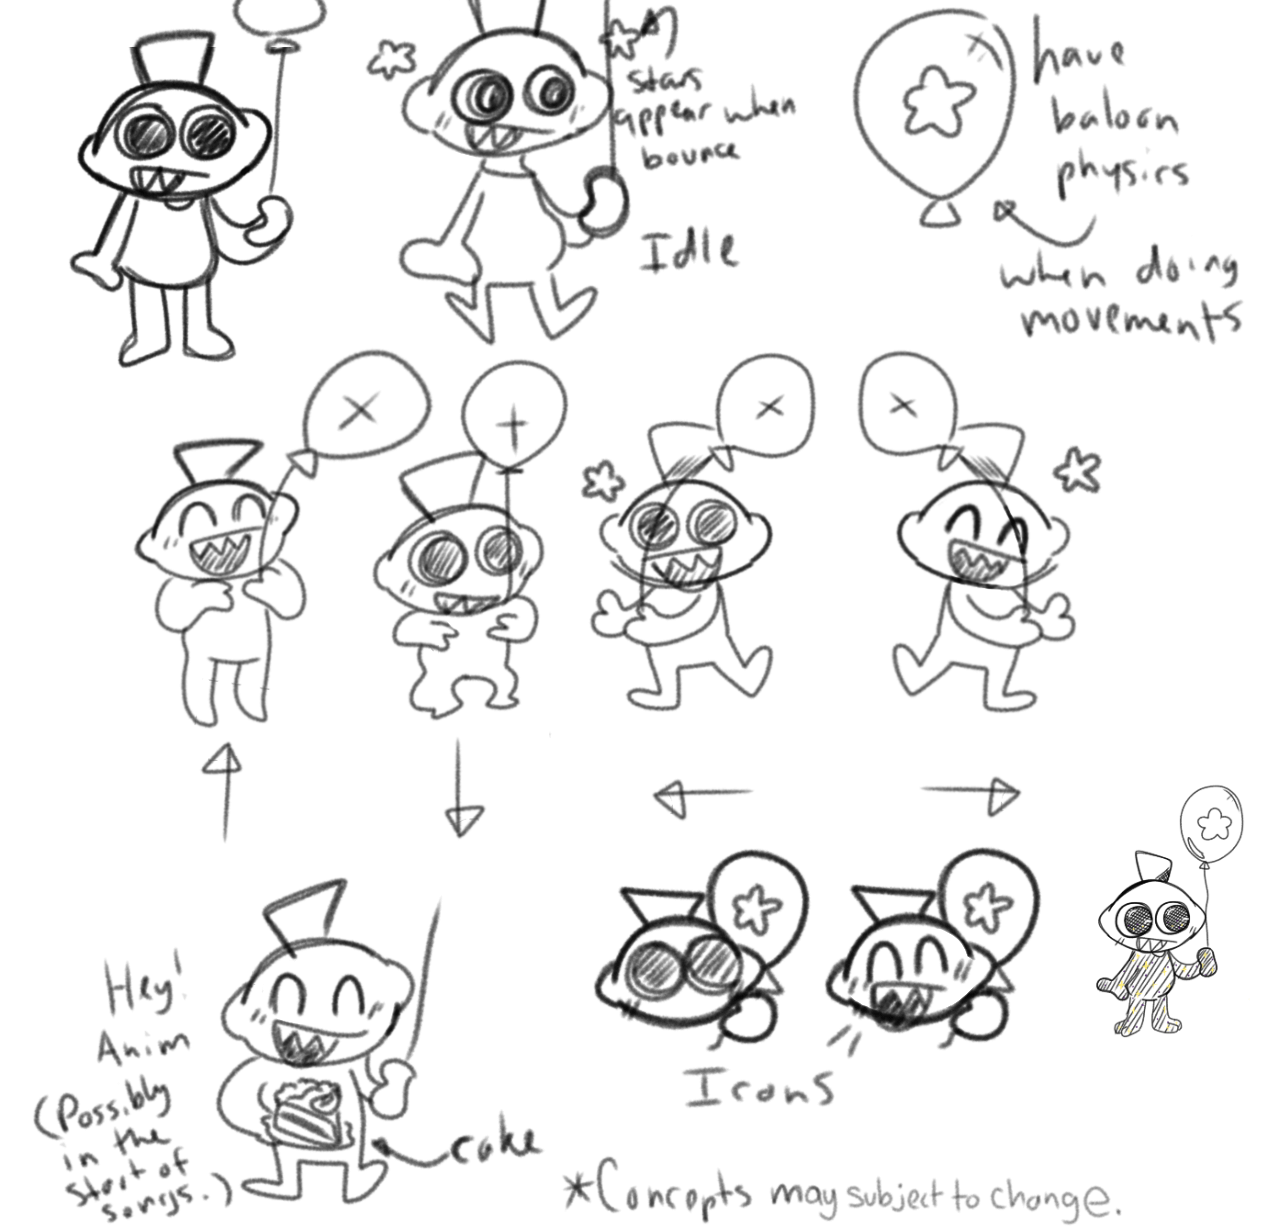 stars
appear when
bounce
Idle
have
baloon
physics
when doing
movements
Hey!
Anim
(Possibly
in the
start of
songs.)
cake
Icons
*Concepts may subject to change.